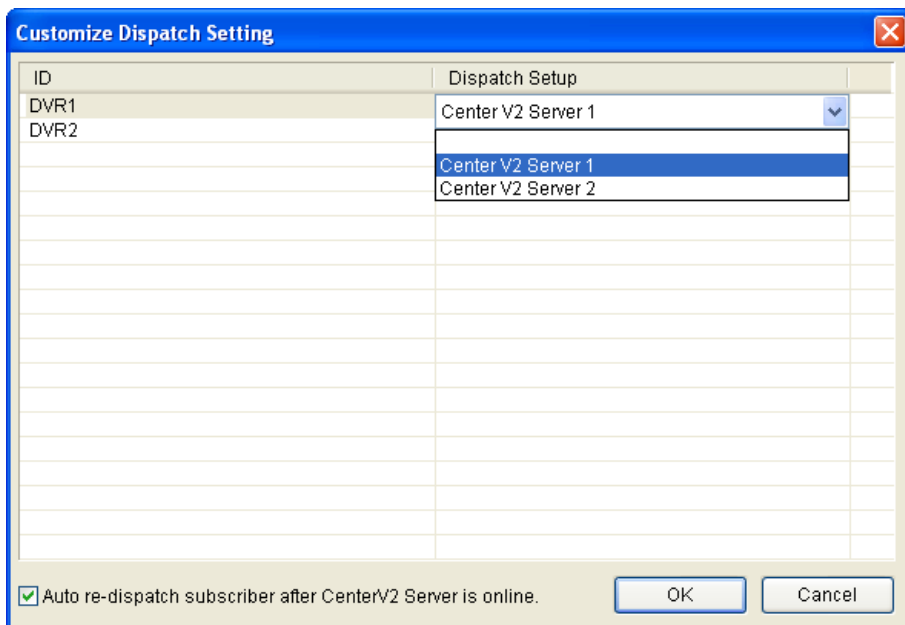 Customize Dispatch Setting
ID Dispatch Setup
DVR1 Center V2 Server 1
DVR2
Center V2 Server 1
Center V2 Server 2
Auto re-dispatch subscriber after CenterV2 Server is online. OK Cancel